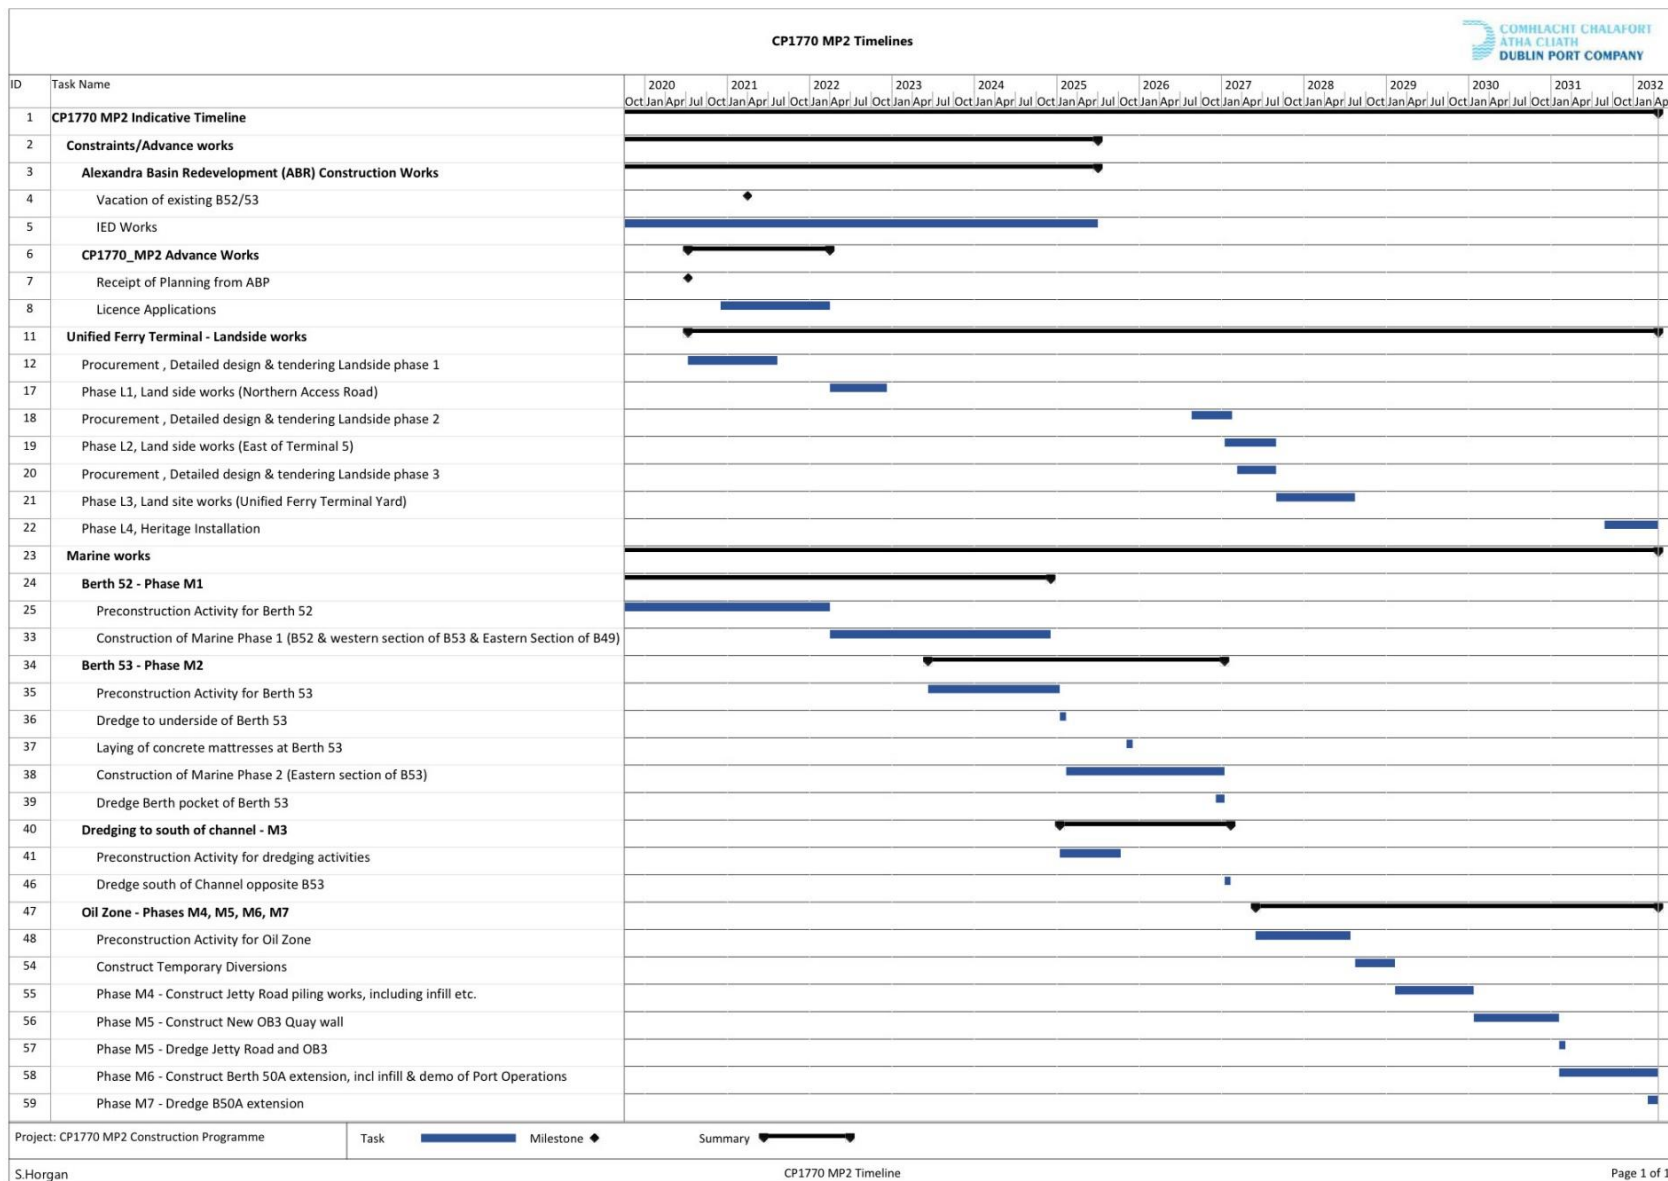 CP1770 MP2 Timelines
COMHLACHT CHALAFORT
ATHA CLIATH
DUBLIN PORT COMPANY
ID Task Name 2020 2021 2022 2023 2024 2025 2026 2027 2028 2029 2030 2031 2032
Oct Jan Apr Jul Oct Jan Apr Jul Oct Jan Apr Jul Oct Jan Apr Jul Oct Jan Apr Jul Oct Jan Apr Jul Oct Jan Apr Jul Oct Jan Apr Jul Oct Jan Apr Jul Oct Jan Apr Jul Oct Jan Apr Jul Oct Jan Apr Jul Oct Jan Ap
1 CP1770 MP2 Indicative Timeline
2 Constraints/Advance works
3 Alexandra Basin Redevelopment (ABR) Construction Works
4 Vacation of existing B52/53
5 IED Works
6 CP1770_MP2 Advance Works
7 Receipt of Planning from ABP
8 Licence Applications
11 Unified Ferry Terminal - Landside works
12 Procurement , Detailed design & tendering Landside phase 1
17 Phase L1, Land side works (Northern Access Road)
18 Procurement , Detailed design & tendering Landside phase 2
19 Phase L2, Land side works (East of Terminal 5)
20 Procurement , Detailed design & tendering Landside phase 3
21 Phase L3, Land site works (Unified Ferry Terminal Yard)
22 Phase L4, Heritage Installation
23 Marine works
24 Berth 52 - Phase M1
25 Preconstruction Activity for Berth 52
33 Construction of Marine Phase 1 (B52 & western section of B53 & Eastern Section of B49)
34 Berth 53 - Phase M2
35 Preconstruction Activity for Berth 53
36 Dredge to underside of Berth 53
37 Laying of concrete mattresses at Berth 53
38 Construction of Marine Phase 2 (Eastern section of B53)
39 Dredge Berth pocket of Berth 53
40 Dredging to south of channel - M3
41 Preconstruction Activity for dredging activities
46 Dredge south of Channel opposite B53
47 Oil Zone - Phases M4, M5, M6, M7
48 Preconstruction Activity for Oil Zone
54 Construct Temporary Diversions
55 Phase M4 - Construct Jetty Road piling works, including infill etc.
56 Phase M5 - Construct New OB3 Quay wall
57 Phase M5 - Dredge Jetty Road and OB3
58 Phase M6 - Construct Berth 50A extension, incl infill & demo of Port Operations
59 Phase M7 - Dredge B50A extension
Project: CP1770 MP2 Construction Programme Task Milestone Summary
S.Horgan CP1770 MP2 Timeline Page 1 of 1